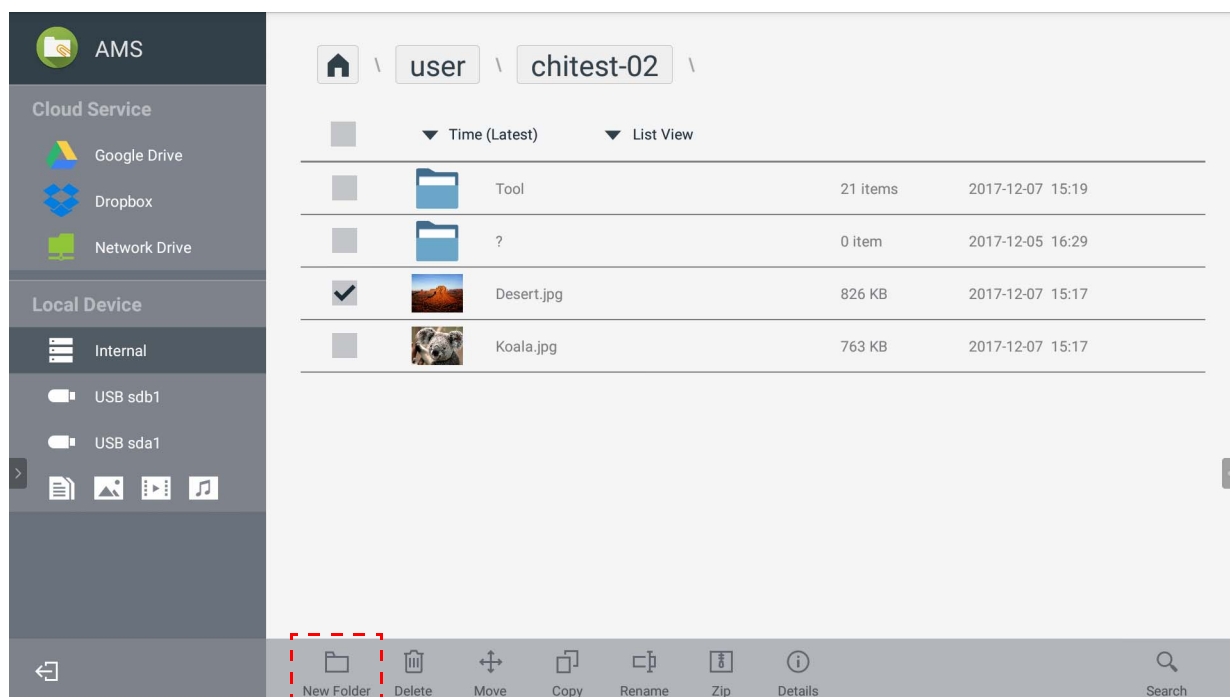 AMS
\ user \ chitest-02 \
Cloud Service
Google Drive
Dropbox
Network Drive
Local Device
Internal
USB sdb1
USB sda1
Time (Latest) List View
Tool 21 items 2017-12-07 15:19
? 0 item 2017-12-05 16:29
Desert.jpg 826 KB 2017-12-07 15:17
Koala.jpg 763 KB 2017-12-07 15:17
New Folder Delete Move Copy Rename Zip Details Search